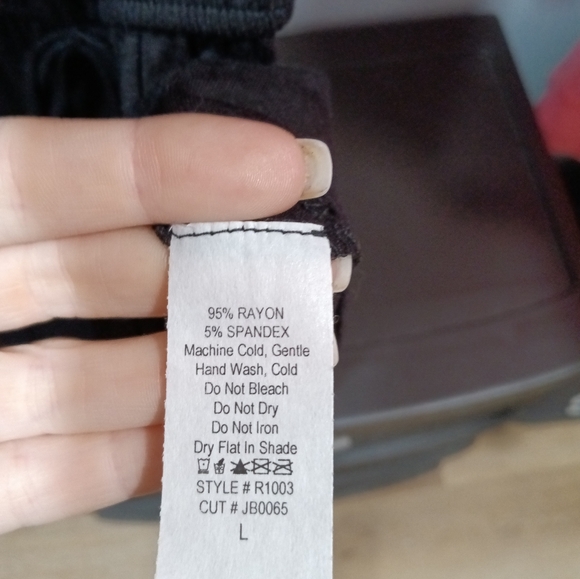 95% RAYON
5% SPANDEX
Machine Cold, Gentle
Hand Wash, Cold
Do Not Bleach
Do Not Dry
Do Not Iron
Dry Flat In Shade
STYLE # R1003
CUT # JB0065
L